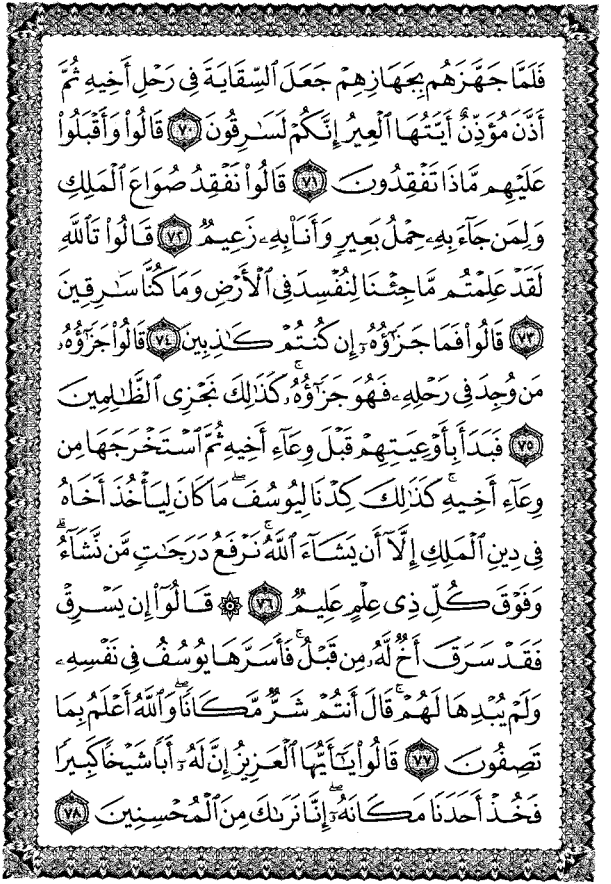 فَلَمَّا جَهَّزَهُم بِجَهَازِهِمْ جَعَلَ ٱلسِّقَايَةَ فِى رَحْلِ أَخِيهِ ثُمَّ
أَذَّنَ مُؤَذِّنٌ أَيَّتُهَا ٱلْعِيرُ إِنَّكُمْ لَسَـٰرِقُونَ ٧٠ قَالُوا۟ وَأَقْبَلُوا۟
عَلَيْهِم مَّاذَا تَفْقِدُونَ ٧١ قَالُوا۟ نَفْقِدُ صُوَاعَ ٱلْمَلِكِ
وَلِمَن جَآءَ بِهِۦ حِمْلُ بَعِيرٍ وَأَنَا۠ بِهِۦ زَعِيمٌ ٧٢ قَالُوا۟ تَٱللَّهِ
لَقَدْ عَلِمْتُم مَّا جِئْنَا لِنُفْسِدَ فِى ٱلْأَرْضِ وَمَا كُنَّا سَـٰرِقِينَ
٧٣ قَالُوا۟ فَمَا جَزَٰٓؤُهُۥٓ إِن كُنتُمْ كَـٰذِبِينَ ٧٤ قَالُوا۟ جَزَٰٓؤُهُۥ
مَن وُجِدَ فِى رَحْلِهِۦ فَهُوَ جَزَٰٓؤُهُۥ ۚ كَذَٰلِكَ نَجْزِى ٱلظَّـٰلِمِينَ
٧٥ فَبَدَأَ بِأَوْعِيَتِهِمْ قَبْلَ وِعَآءِ أَخِيهِ ثُمَّ ٱسْتَخْرَجَهَا مِن
وِعَآءِ أَخِيهِ ۚ كَذَٰلِكَ كِدْنَا لِيُوسُفَ ۖ مَا كَانَ لِيَأْخُذَ أَخَاهُ
فِى دِينِ ٱلْمَلِكِ إِلَّآ أَن يَشَآءَ ٱللَّهُ ۚ نَرْفَعُ دَرَجَـٰتٍ مَّن نَّشَآءُ ۗ
وَفَوْقَ كُلِّ ذِى عِلْمٍ عَلِيمٌ ٧٦ ۞ قَالُوٓا۟ إِن يَسْرِقْ
فَقَدْ سَرَقَ أَخٌ لَّهُۥ مِن قَبْلُ ۚ فَأَسَرَّهَا يُوسُفُ فِى نَفْسِهِۦ
وَلَمْ يُبْدِهَا لَهُمْ ۚ قَالَ أَنتُمْ شَرٌّ مَّكَانًا ۖ وَٱللَّهُ أَعْلَمُ بِمَا
تَصِفُونَ ٧٧ قَالُوا۟ يَـٰٓأَيُّهَا ٱلْعَزِيزُ إِنَّ لَهُۥٓ أَبًا شَيْخًا كَبِيرًا
فَخُذْ أَحَدَنَا مَكَانَهُۥٓ ۖ إِنَّا نَرَىٰكَ مِنَ ٱلْمُحْسِنِينَ ٧٨